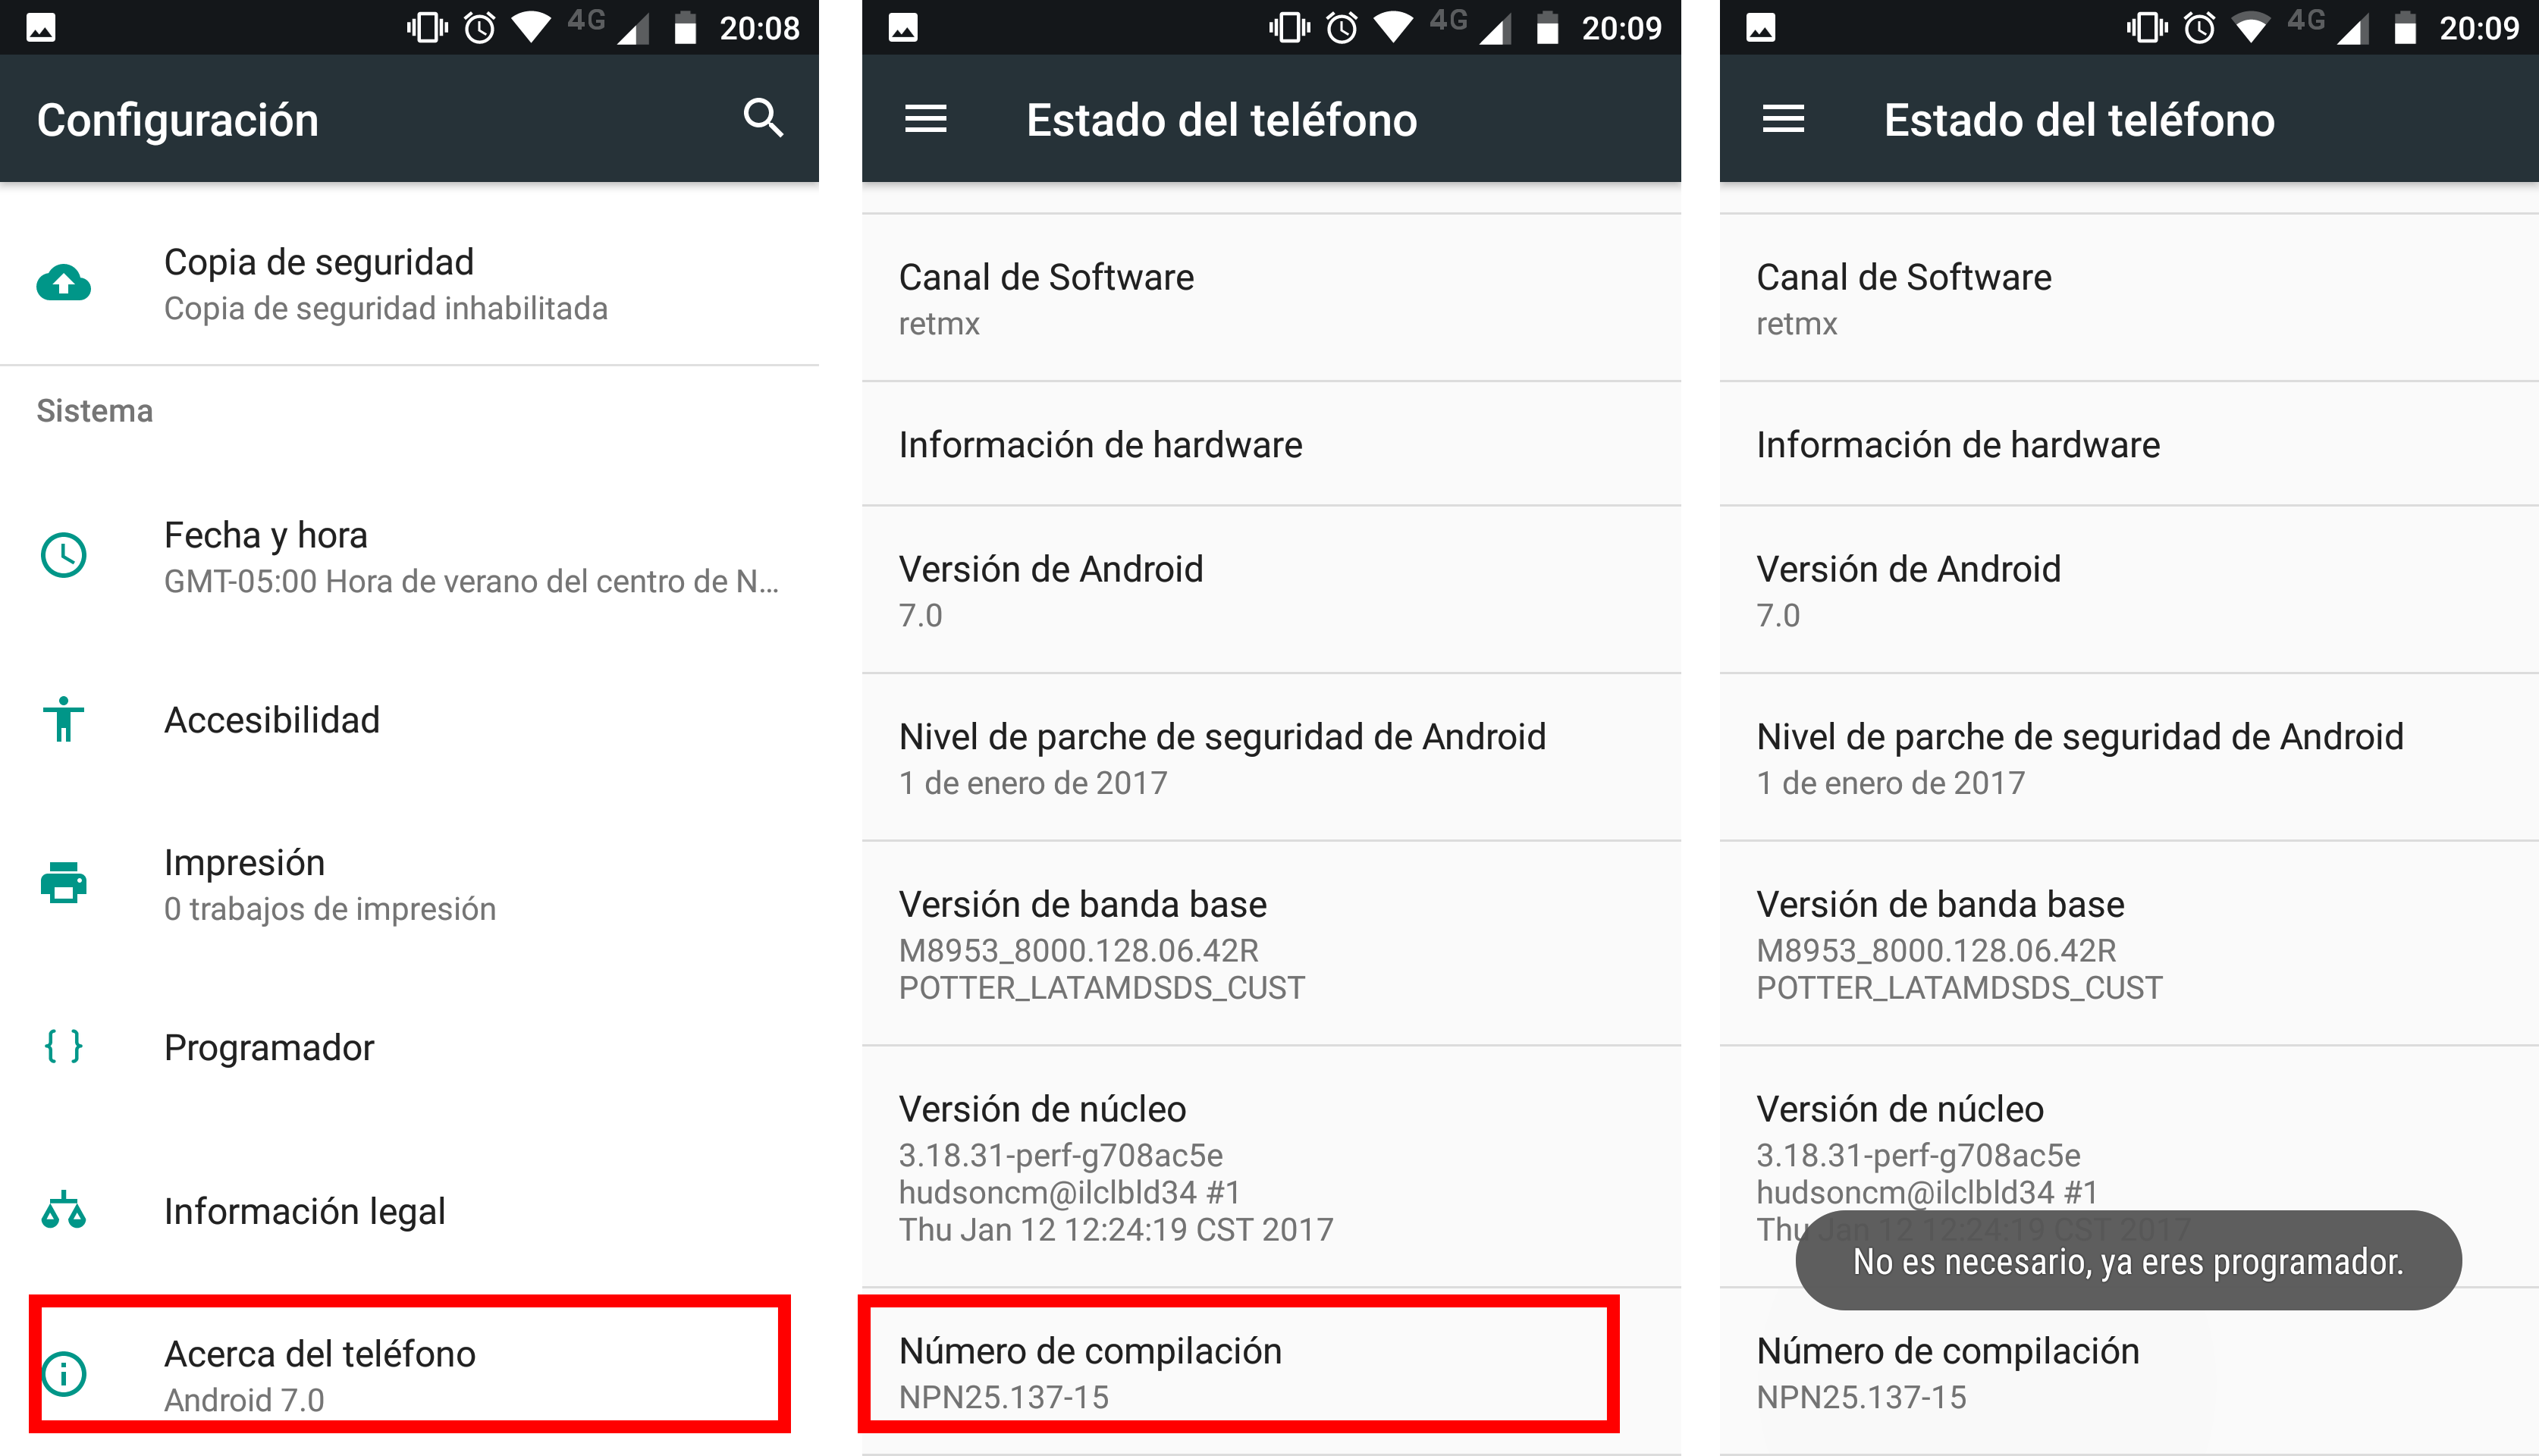 4G 20:08
Configuración
Copia de seguridad
Copia de seguridad inhabilitada
Sistema
Fecha y hora
GMT-05:00 Hora de verano del centro de N...
Accesibilidad
Impresión
0 trabajos de impresión
{ } Programador
Información legal
Acerca del teléfono
Android 7.0
4G 20:09
Estado del teléfono
Canal de Software
retmx
Información de hardware
Versión de Android
7.0
Nivel de parche de seguridad de Android
1 de enero de 2017
Versión de banda base
M8953_8000.128.06.42R
POTTER_LATAMDSDS_CUST
Versión de núcleo
3.18.31-perf-g708ac5e
hudsoncm@ilclbld34 #1
Thu Jan 12 12:24:19 CST 2017
Número de compilación
NPN25.137-15
4G 20:09
Estado del teléfono
Canal de Software
retmx
Información de hardware
Versión de Android
7.0
Nivel de parche de seguridad de Android
1 de enero de 2017
Versión de banda base
M8953_8000.128.06.42R
POTTER_LATAMDSDS_CUST
Versión de núcleo
3.18.31-perf-g708ac5e
hudsoncm@ilclbld34 #1
Thu Jan 12 12:24:19 CST 2017
No es necesario, ya eres programador.
Número de compilación
NPN25.137-15